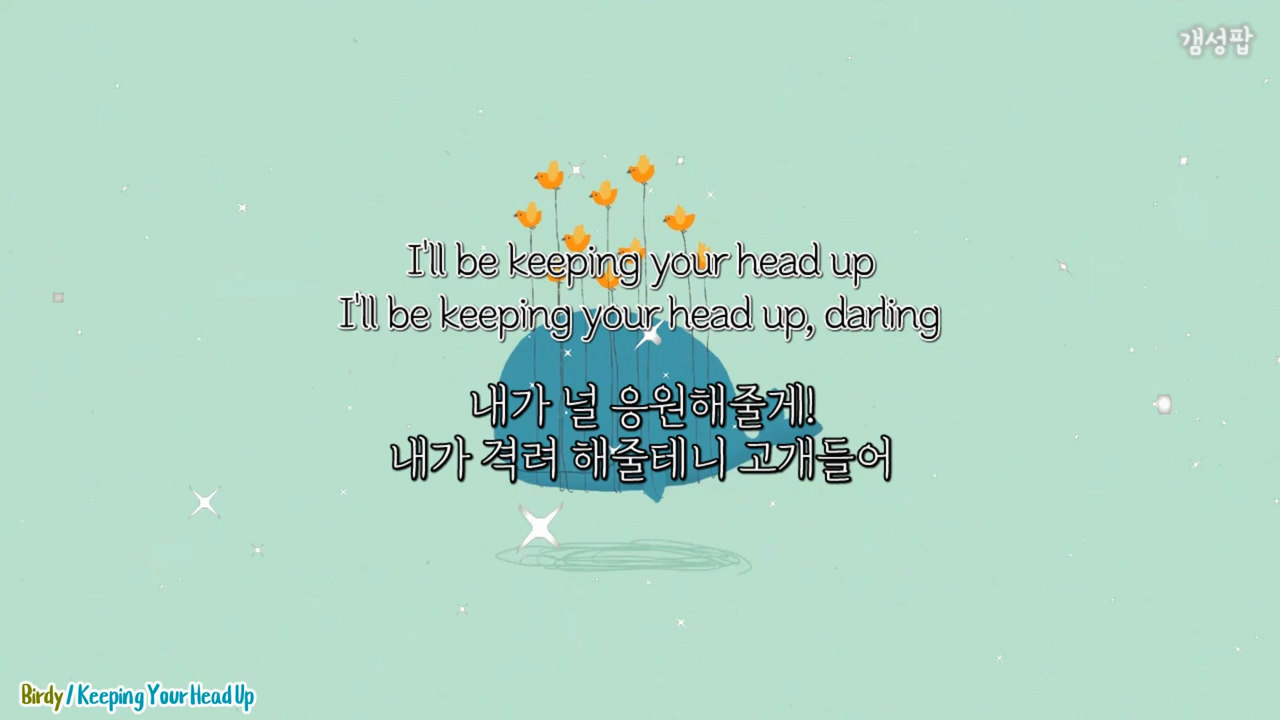 갬성팝
I'll be keeping your head up
I'll be keeping your head up, darling
내가 널 응원해줄게!
내가 격려 해줄테니 고개들어
Birdy / Keeping Your Head Up